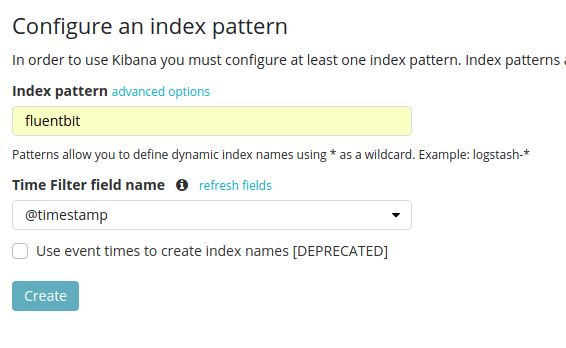 Configure an index pattern
In order to use Kibana you must configure at least one index pattern. Index patterns a
Index pattern advanced options
fluentbit
Patterns allow you to define dynamic index names using * as a wildcard. Example: logstash-*
Time Filter field name refresh fields
@timestamp
Use event times to create index names [DEPRECATED]
Create